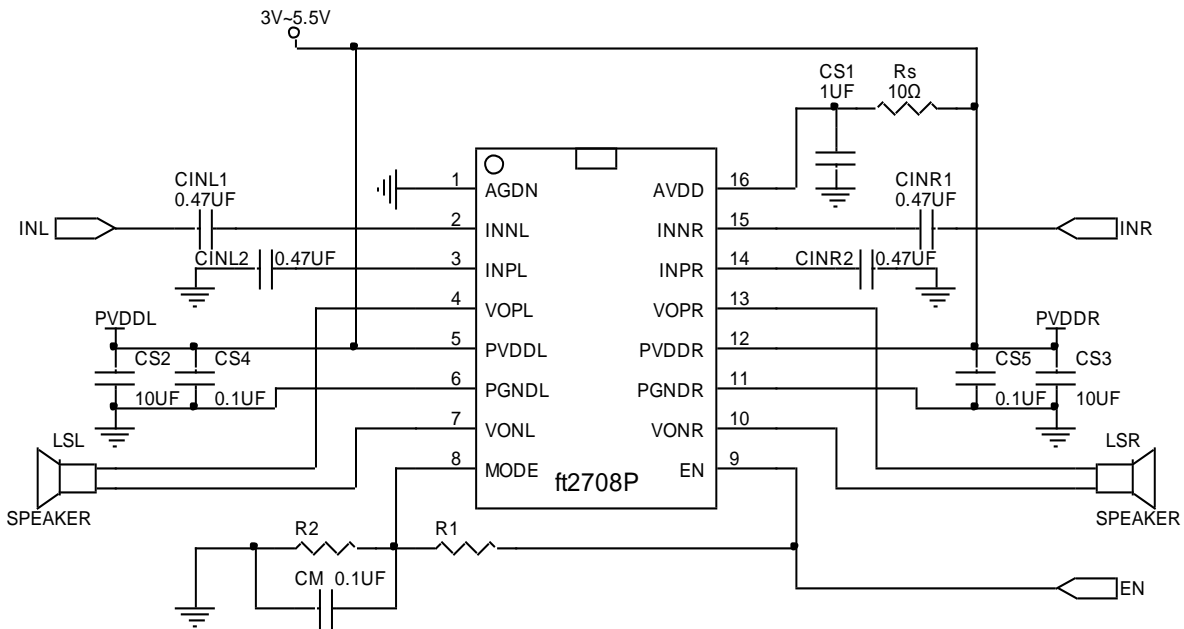 3V~5.5V
CS1
1UF
Rs
10Ω
CINL1
0.47UF
1
AGDN
AVDD
16
CINR1
0.47UF
INL
2
INNL
INNR
15
INR
CINL2
0.47UF
3
INPL
INPR
14
CINR2
0.47UF
4
VOPL
VOPR
13
PVDDL
5
PVDDL
PVDDR
12
PVDDR
CS2
CS4
6
PGNDL
PGNDR
11
CS5
CS3
10UF
0.1UF
0.1UF
10UF
7
VONL
VONR
10
LSL
LSR
8
MODE
EN
9
ft2708P
SPEAKER
SPEAKER
R2
R1
CM
0.1UF
EN